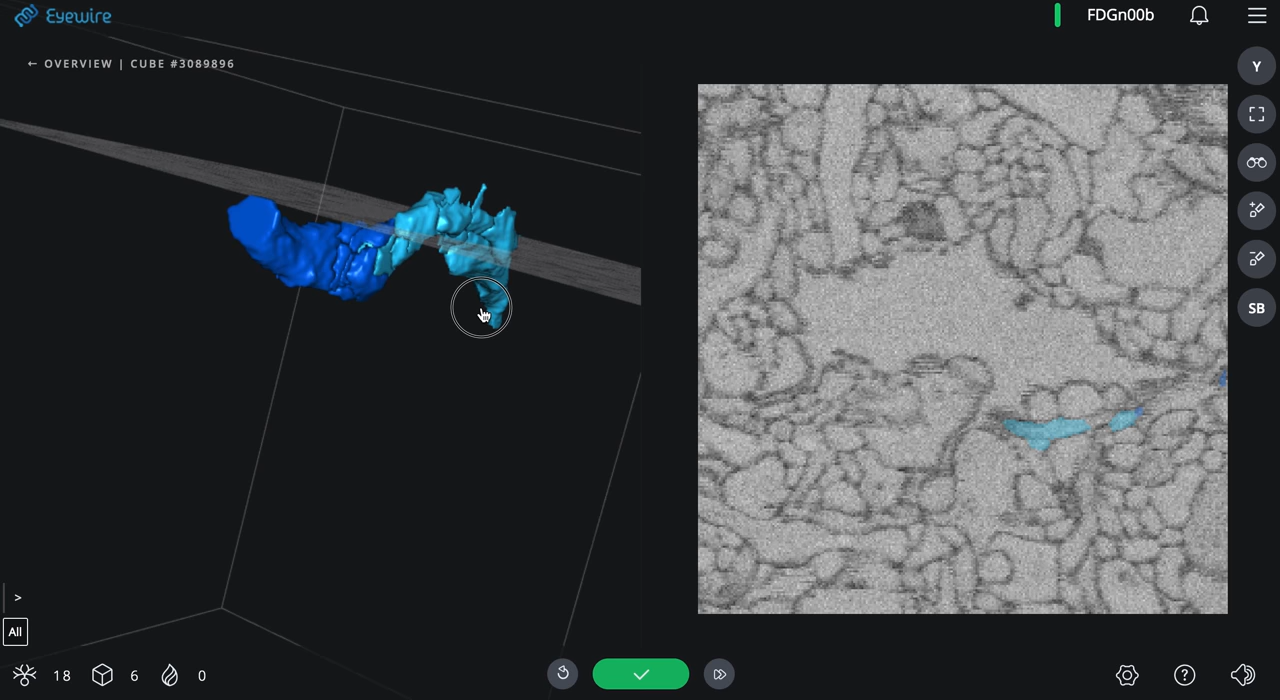 Eyewire
FDGn00b
← OVERVIEW | CUBE #3089896
Y
SB
>
All
18
6
0
?